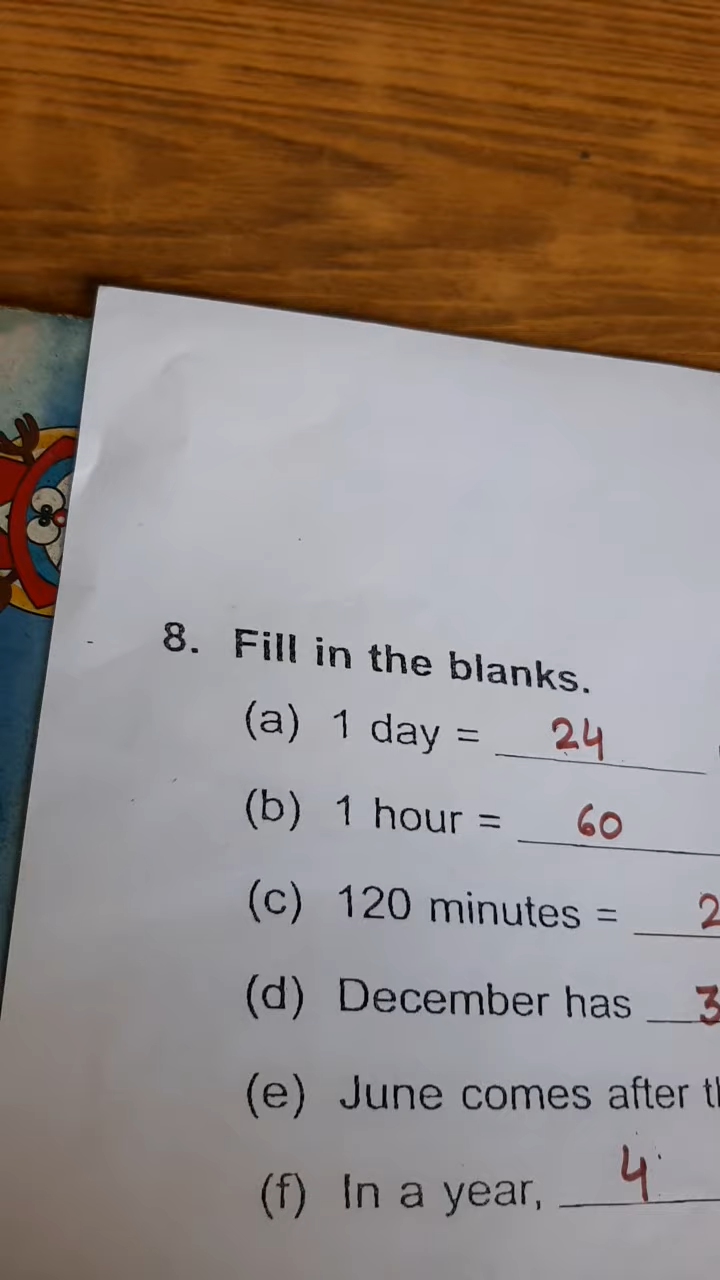 8. Fill in the blanks.
(a) 1 day = 24
(b) 1 hour = 60
(c) 120 minutes = 2
(d) December has 3
(e) June comes after
(f) In a year, 4